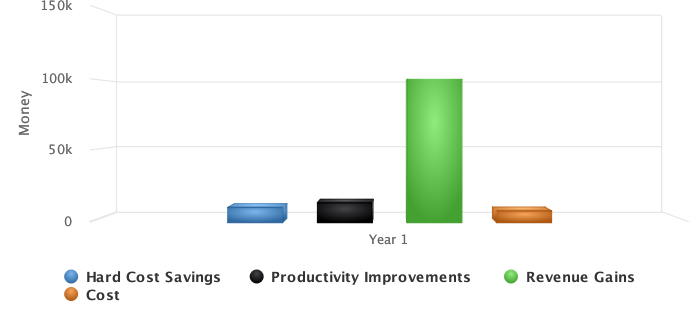 150k
100k
50k
0
Money
Year 1
Hard Cost Savings Productivity Improvements Revenue Gains
Cost